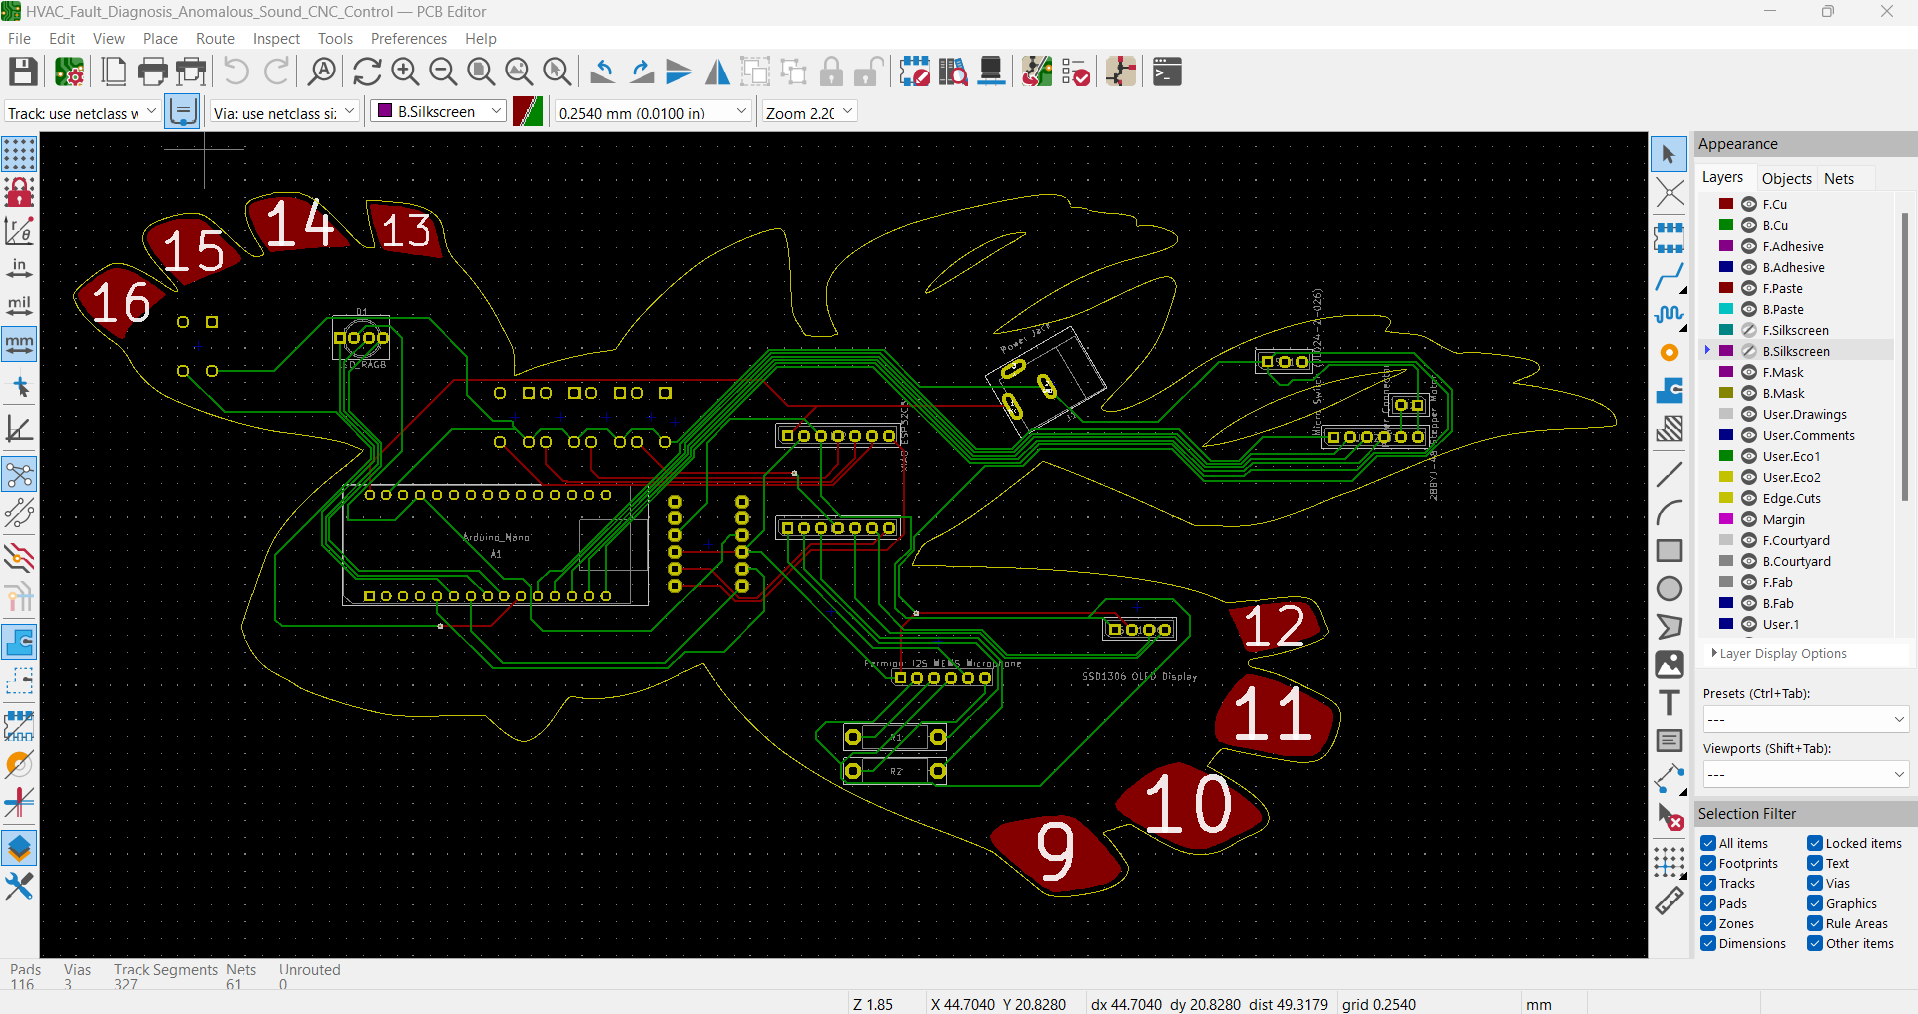 HVAC_Fault_Diagnosis_Anomalous_Sound_CNC_Control — PCB Editor
File Edit View Place Route Inspect Tools Preferences Help
Track: use netclass w Via: use netclass si: B.Silkscreen 0.2540 mm (0.0100 in) Zoom 2.20
in
mil
mm
14
13
15
16
D1
Power Jack
Arduino_Nano
A1
12
SSD1306 OLED Display
11
R1
R2
10
9
Appearance
Layers Objects Nets
F.Cu
B.Cu
F.Adhesive
B.Adhesive
F.Paste
B.Paste
F.Silkscreen
B.Silkscreen
F.Mask
B.Mask
User.Drawings
User.Comments
User.Eco1
User.Eco2
Edge.Cuts
Margin
F.Courtyard
B.Courtyard
F.Fab
B.Fab
User.1
Layer Display Options
Presets (Ctrl+Tab):
---
Viewports (Shift+Tab):
---
Selection Filter
All items Locked items
Footprints Text
Tracks Vias
Pads Graphics
Zones Rule Areas
Dimensions Other items
Pads Vias Track Segments Nets Unrouted
116 3 327 61 0
Z 1.85 X 44.7040 Y 20.8280 dx 44.7040 dy 20.8280 dist 49.3179 grid 0.2540 mm